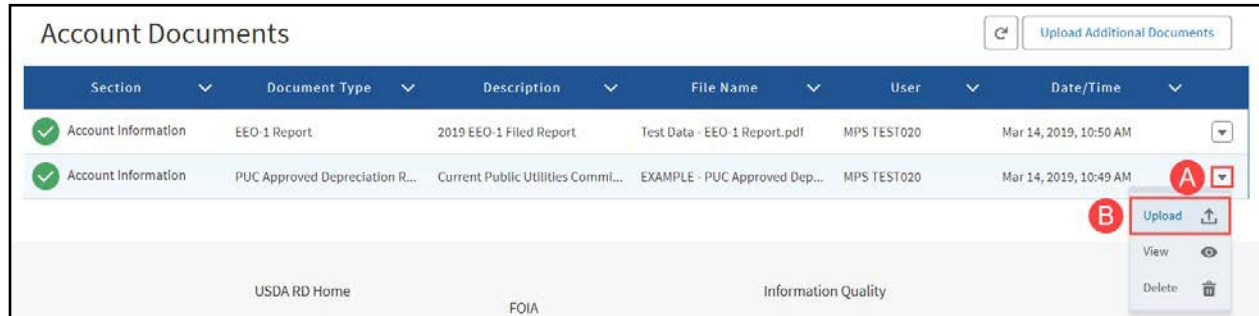 Account Documents
Upload Additional Documents
Section Document Type Description File Name User Date/Time
Account Information EEO-1 Report 2019 EEO-1 Filed Report Test Data - EEO-1 Report.pdf MPS TEST020 Mar 14, 2019, 10:50 AM
Account Information PUC Approved Depreciation R... Current Public Utilities Commi... EXAMPLE - PUC Approved Dep... MPS TEST020 Mar 14, 2019, 10:49 AM A
B Upload
View
Delete
USDA RD Home Information Quality
FOIA